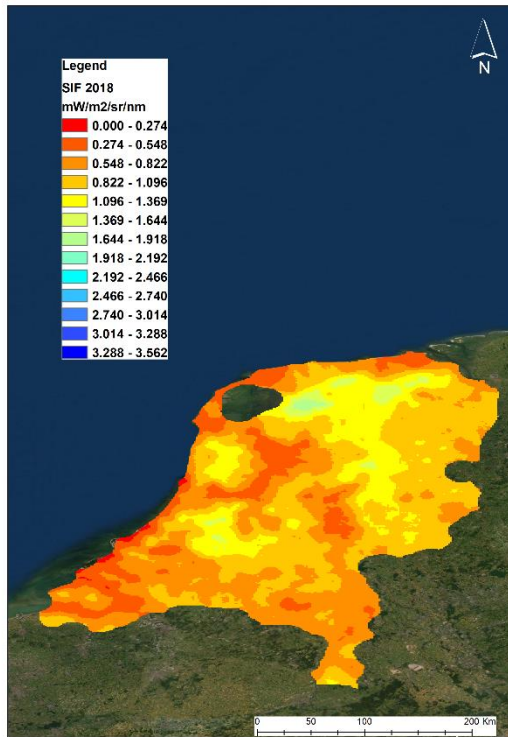 N
Legend
SIF 2018
mW/m2/sr/nm
0.000 - 0.274
0.274 - 0.548
0.548 - 0.822
0.822 - 1.096
1.096 - 1.369
1.369 - 1.644
1.644 - 1.918
1.918 - 2.192
2.192 - 2.466
2.466 - 2.740
2.740 - 3.014
3.014 - 3.288
3.288 - 3.562
0 50 100 200 Km